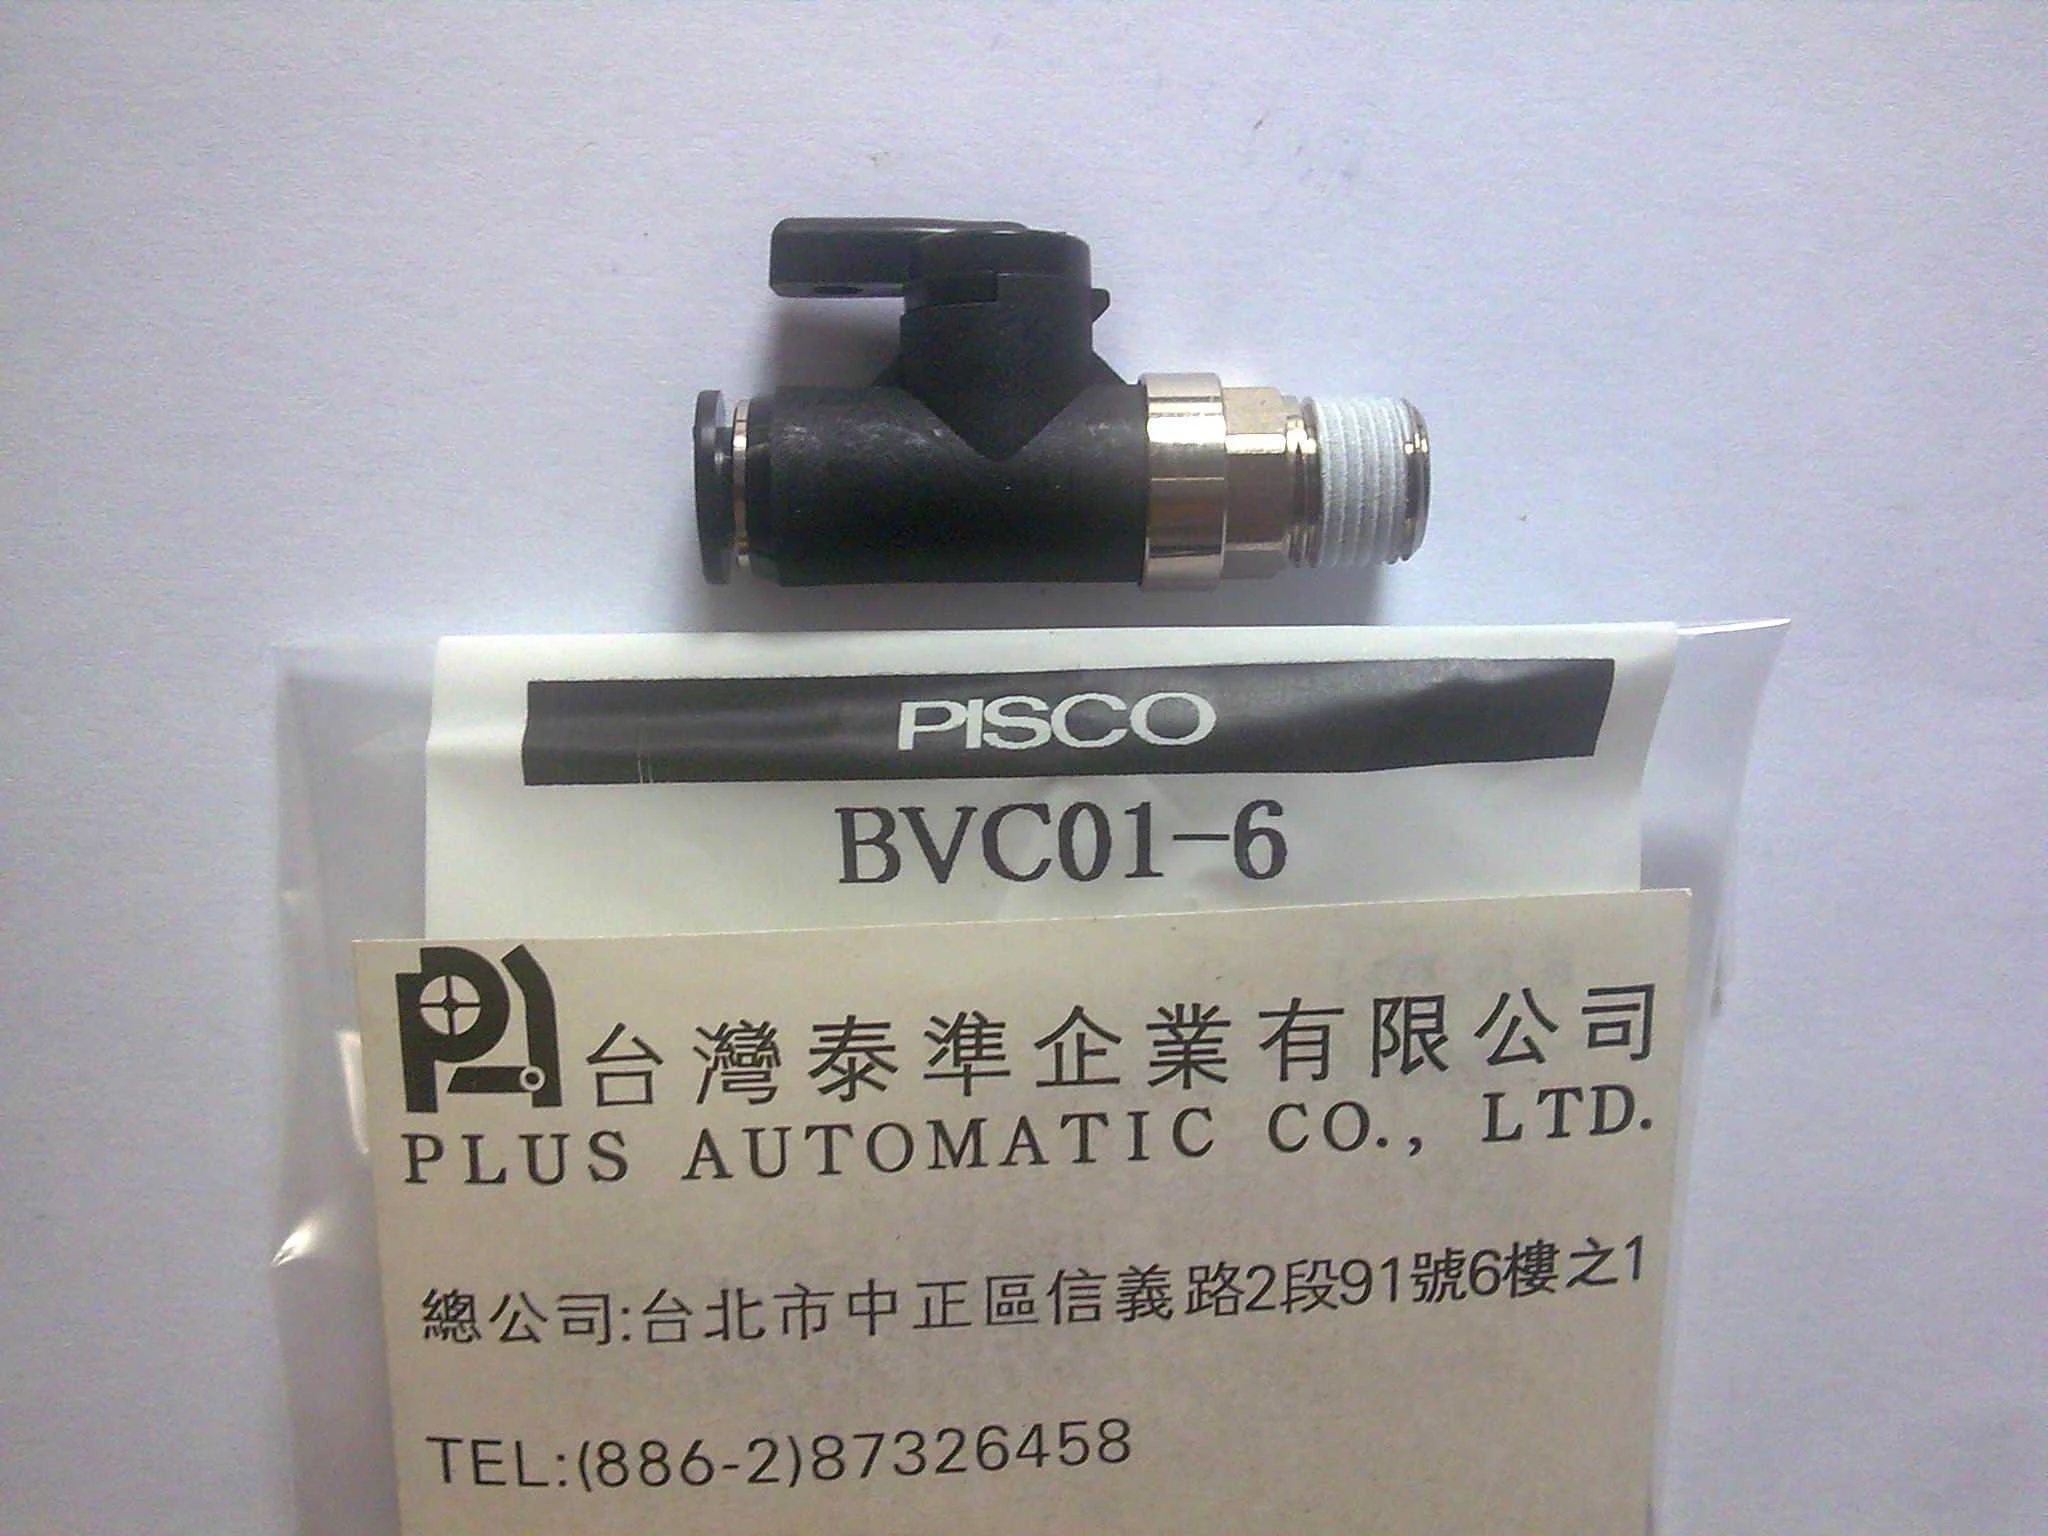 PISCO
BVC01-6
台灣泰準企業有限公司
PLUS AUTOMATIC CO., LTD.
總公司:台北市中正區信義路2段91號6樓之1
TEL:(886-2)87326458